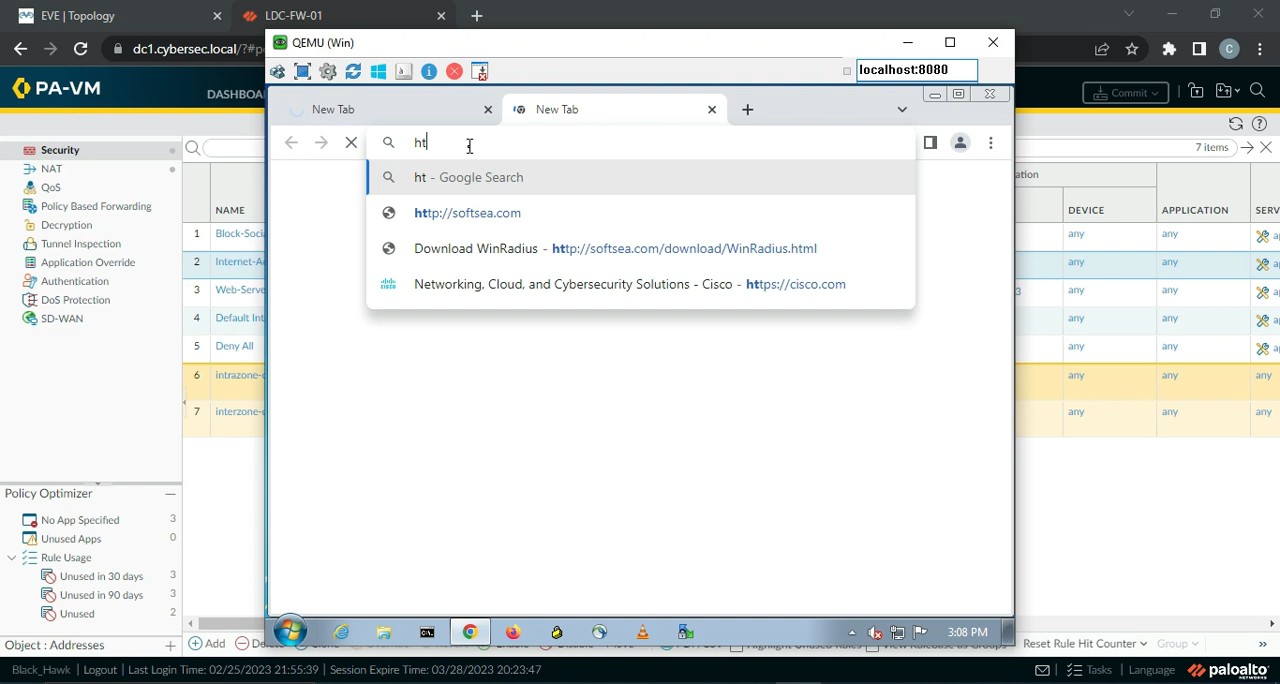 EVE | Topology
LDC-FW-01
dc1.cybersec.local/?#p
QEMU (Win)
localhost:8080
PA-VM
DASHBOA
Commit
New Tab
New Tab
ht
ht - Google Search
http://softsea.com
Download WinRadius - http://softsea.com/download/WinRadius.html
Networking, Cloud, and Cybersecurity Solutions - Cisco - https://cisco.com
7 items
Security
NAT
QoS
Policy Based Forwarding
Decryption
Tunnel Inspection
Application Override
Authentication
DoS Protection
SD-WAN
NAME
ation
DEVICE
APPLICATION
SERV
1 Block-Soci any any
2 Internet-A any any
3 Web-Serve 3 any any
4 Default Int any any
5 Deny All any any
6 intrazone- any any any
7 interzone- any any any
Policy Optimizer
No App Specified 3
Unused Apps 0
Rule Usage
Unused in 30 days 3
Unused in 90 days 3
Unused 2
3:08 PM
Object : Addresses
Add
Reset Rule Hit Counter
Group
Black_Hawk | Logout | Last Login Time: 02/25/2023 21:55:39 | Session Expire Time: 03/28/2023 20:23:47
Tasks | Language
paloalto
NETWORKS